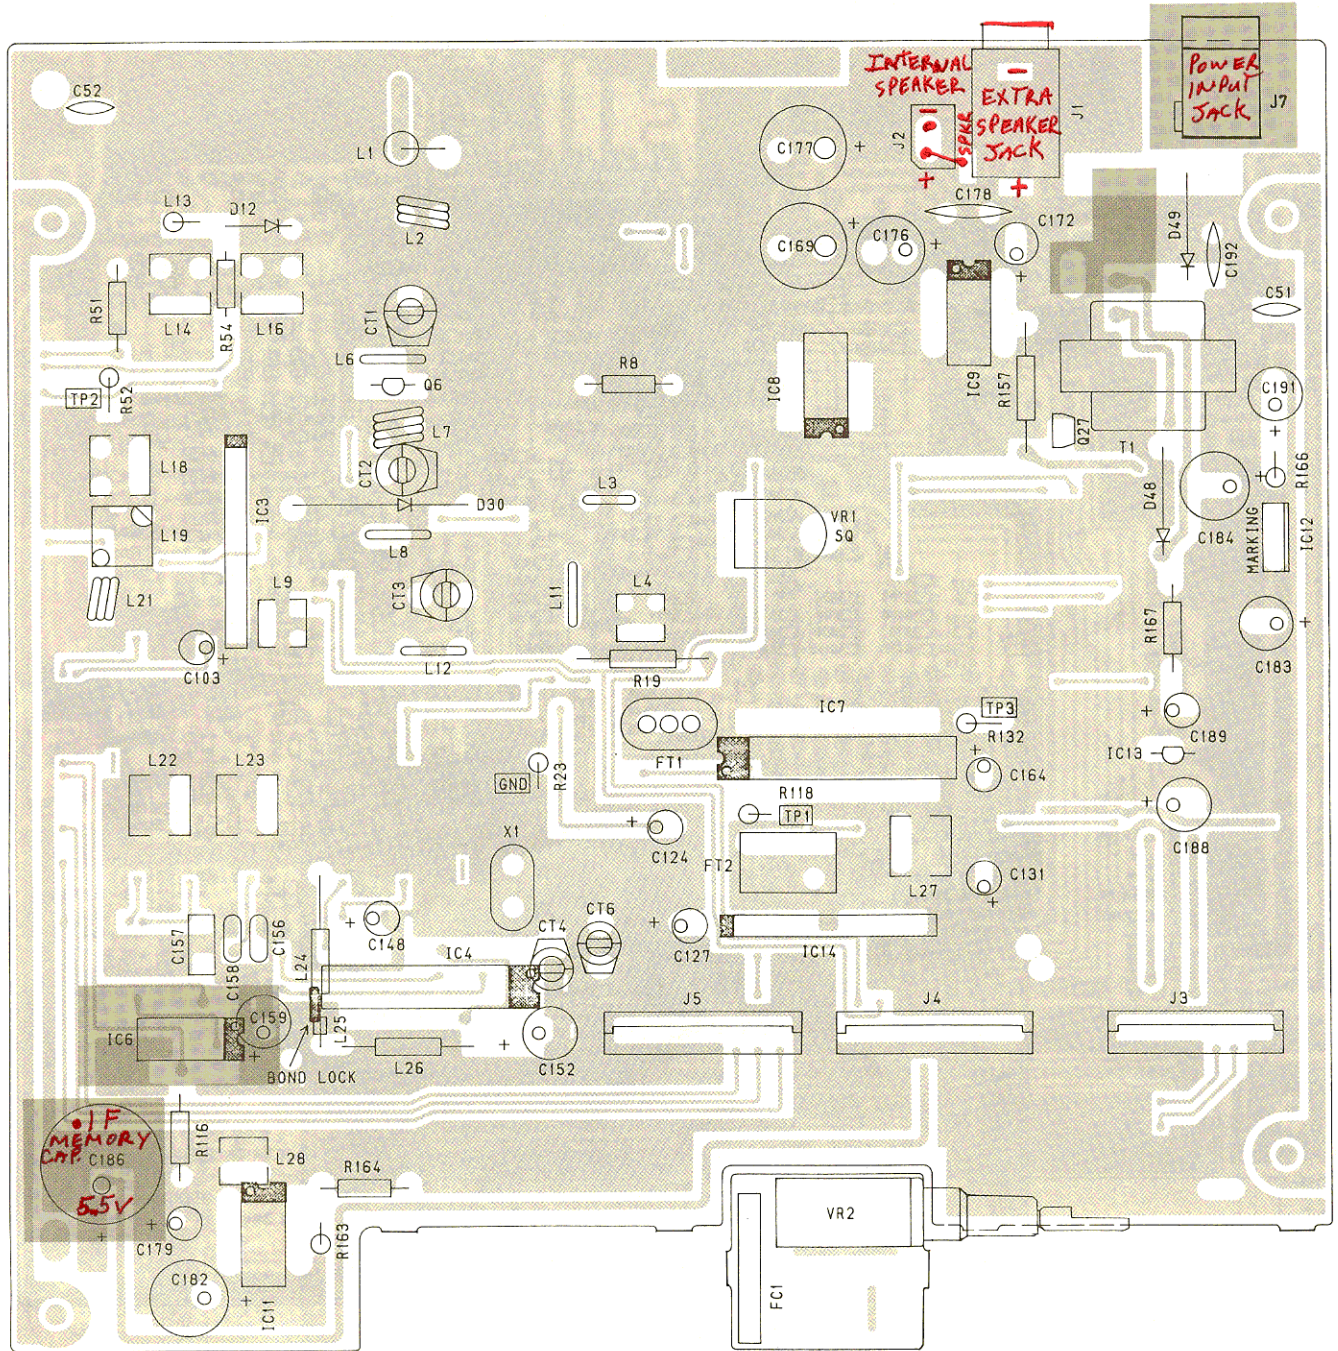 INTERNAL
SPEAKER
J2
SPKR
EXTRA
SPEAKER
JACK
J1
POWER
INPUT
JACK
J7
C52
L1
C177
+
+
+
C178
C172
L13
D12
L2
C169
+
C176
+
+
D49
C192
R51
L14
R54
L16
CT1
C51
L6
Q6
R8
IC8
IC9
R157
TP2
R52
C191
+
L7
Q27
T1
L18
CT2
IC3
D30
L3
R166
D48
C184
MARKING
IC12
VR1
SQ
L19
L8
L21
L9
CT3
L11
L4
R167
C183
+
C103
+
L12
R19
IC7
TP3
R132
+
C189
L22
L23
GND
R23
FT1
+
C164
IC13
R118
TP1
+
C188
X1
+
C124
FT2
L27
C131
+
C157
C158
C156
L24
+
C148
IC4
CT4
CT6
+
C127
IC14
J5
J4
J3
IC6
C159
+
L25
BOND LOCK
L26
+
C152
.1F
MEMORY
CAP.
C186
5.5V
+
R116
L28
R164
+
C179
R163
C182
+
IC11
VR2
FC1